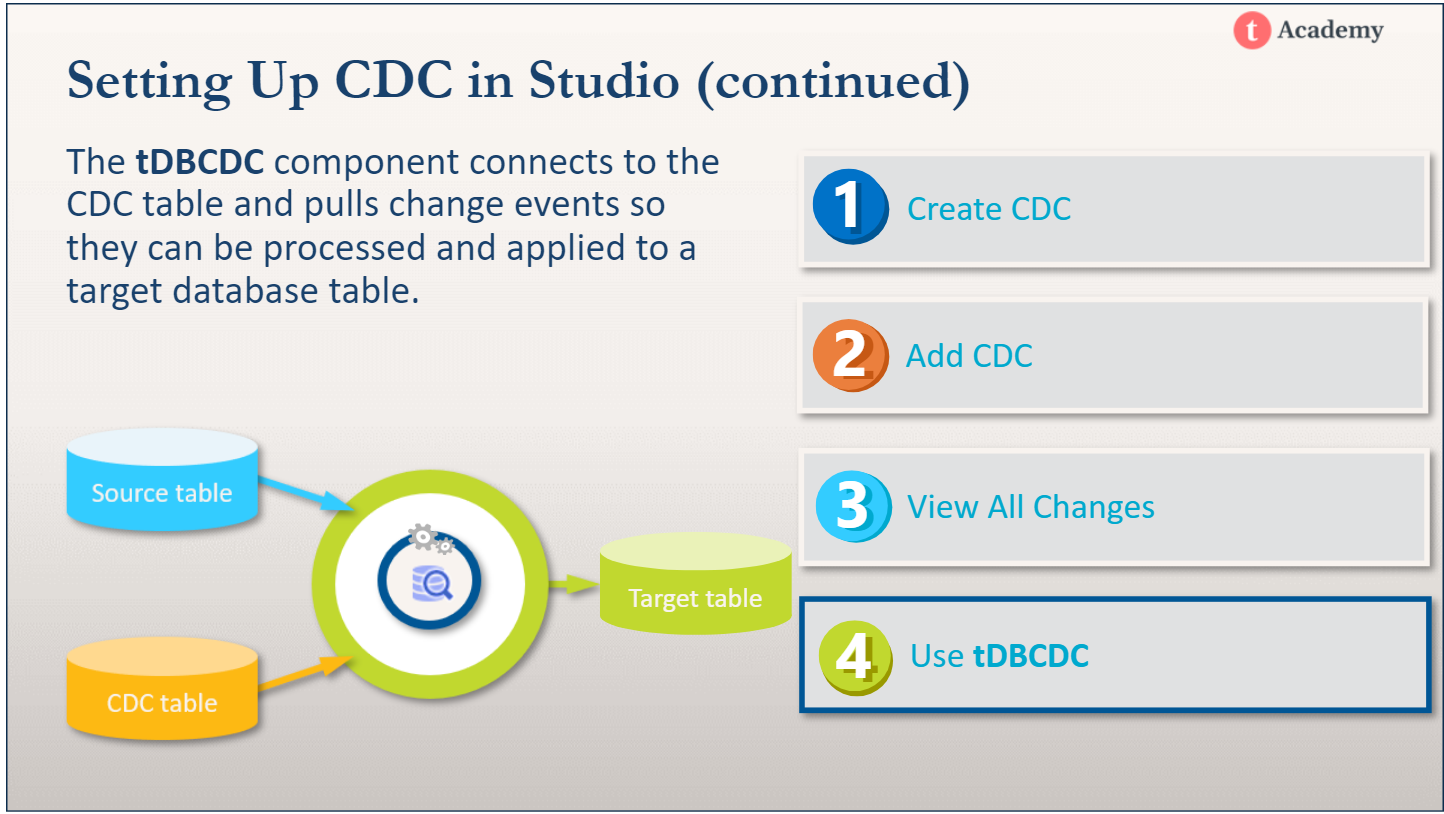 t Academy
Setting Up CDC in Studio (continued)
The tDBCDC component connects to the
CDC table and pulls change events so
they can be processed and applied to a
target database table.
1 Create CDC
2 Add CDC
3 View All Changes
4 Use tDBCDC
Source table
Target table
CDC table